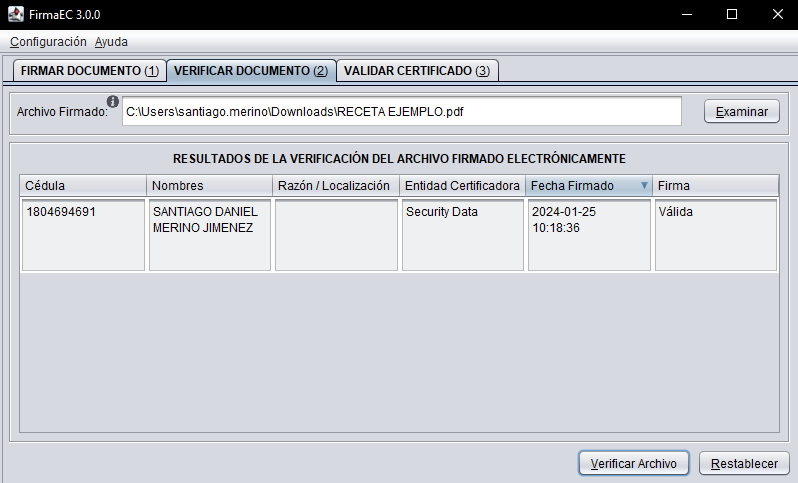 FirmaEC 3.0.0
Configuración Ayuda
FIRMAR DOCUMENTO (1) VERIFICAR DOCUMENTO (2) VALIDAR CERTIFICADO (3)
Archivo Firmado: C:\Users\santiago.merino\Downloads\RECETA EJEMPLO.pdf Examinar
RESULTADOS DE LA VERIFICACIÓN DEL ARCHIVO FIRMADO ELECTRÓNICAMENTE
Cédula Nombres Razón / Localización Entidad Certificadora Fecha Firmado Firma
1804694691 SANTIAGO DANIEL Security Data 2024-01-25 Válida
MERINO JIMENEZ 10:18:36
Verificar Archivo Restablecer